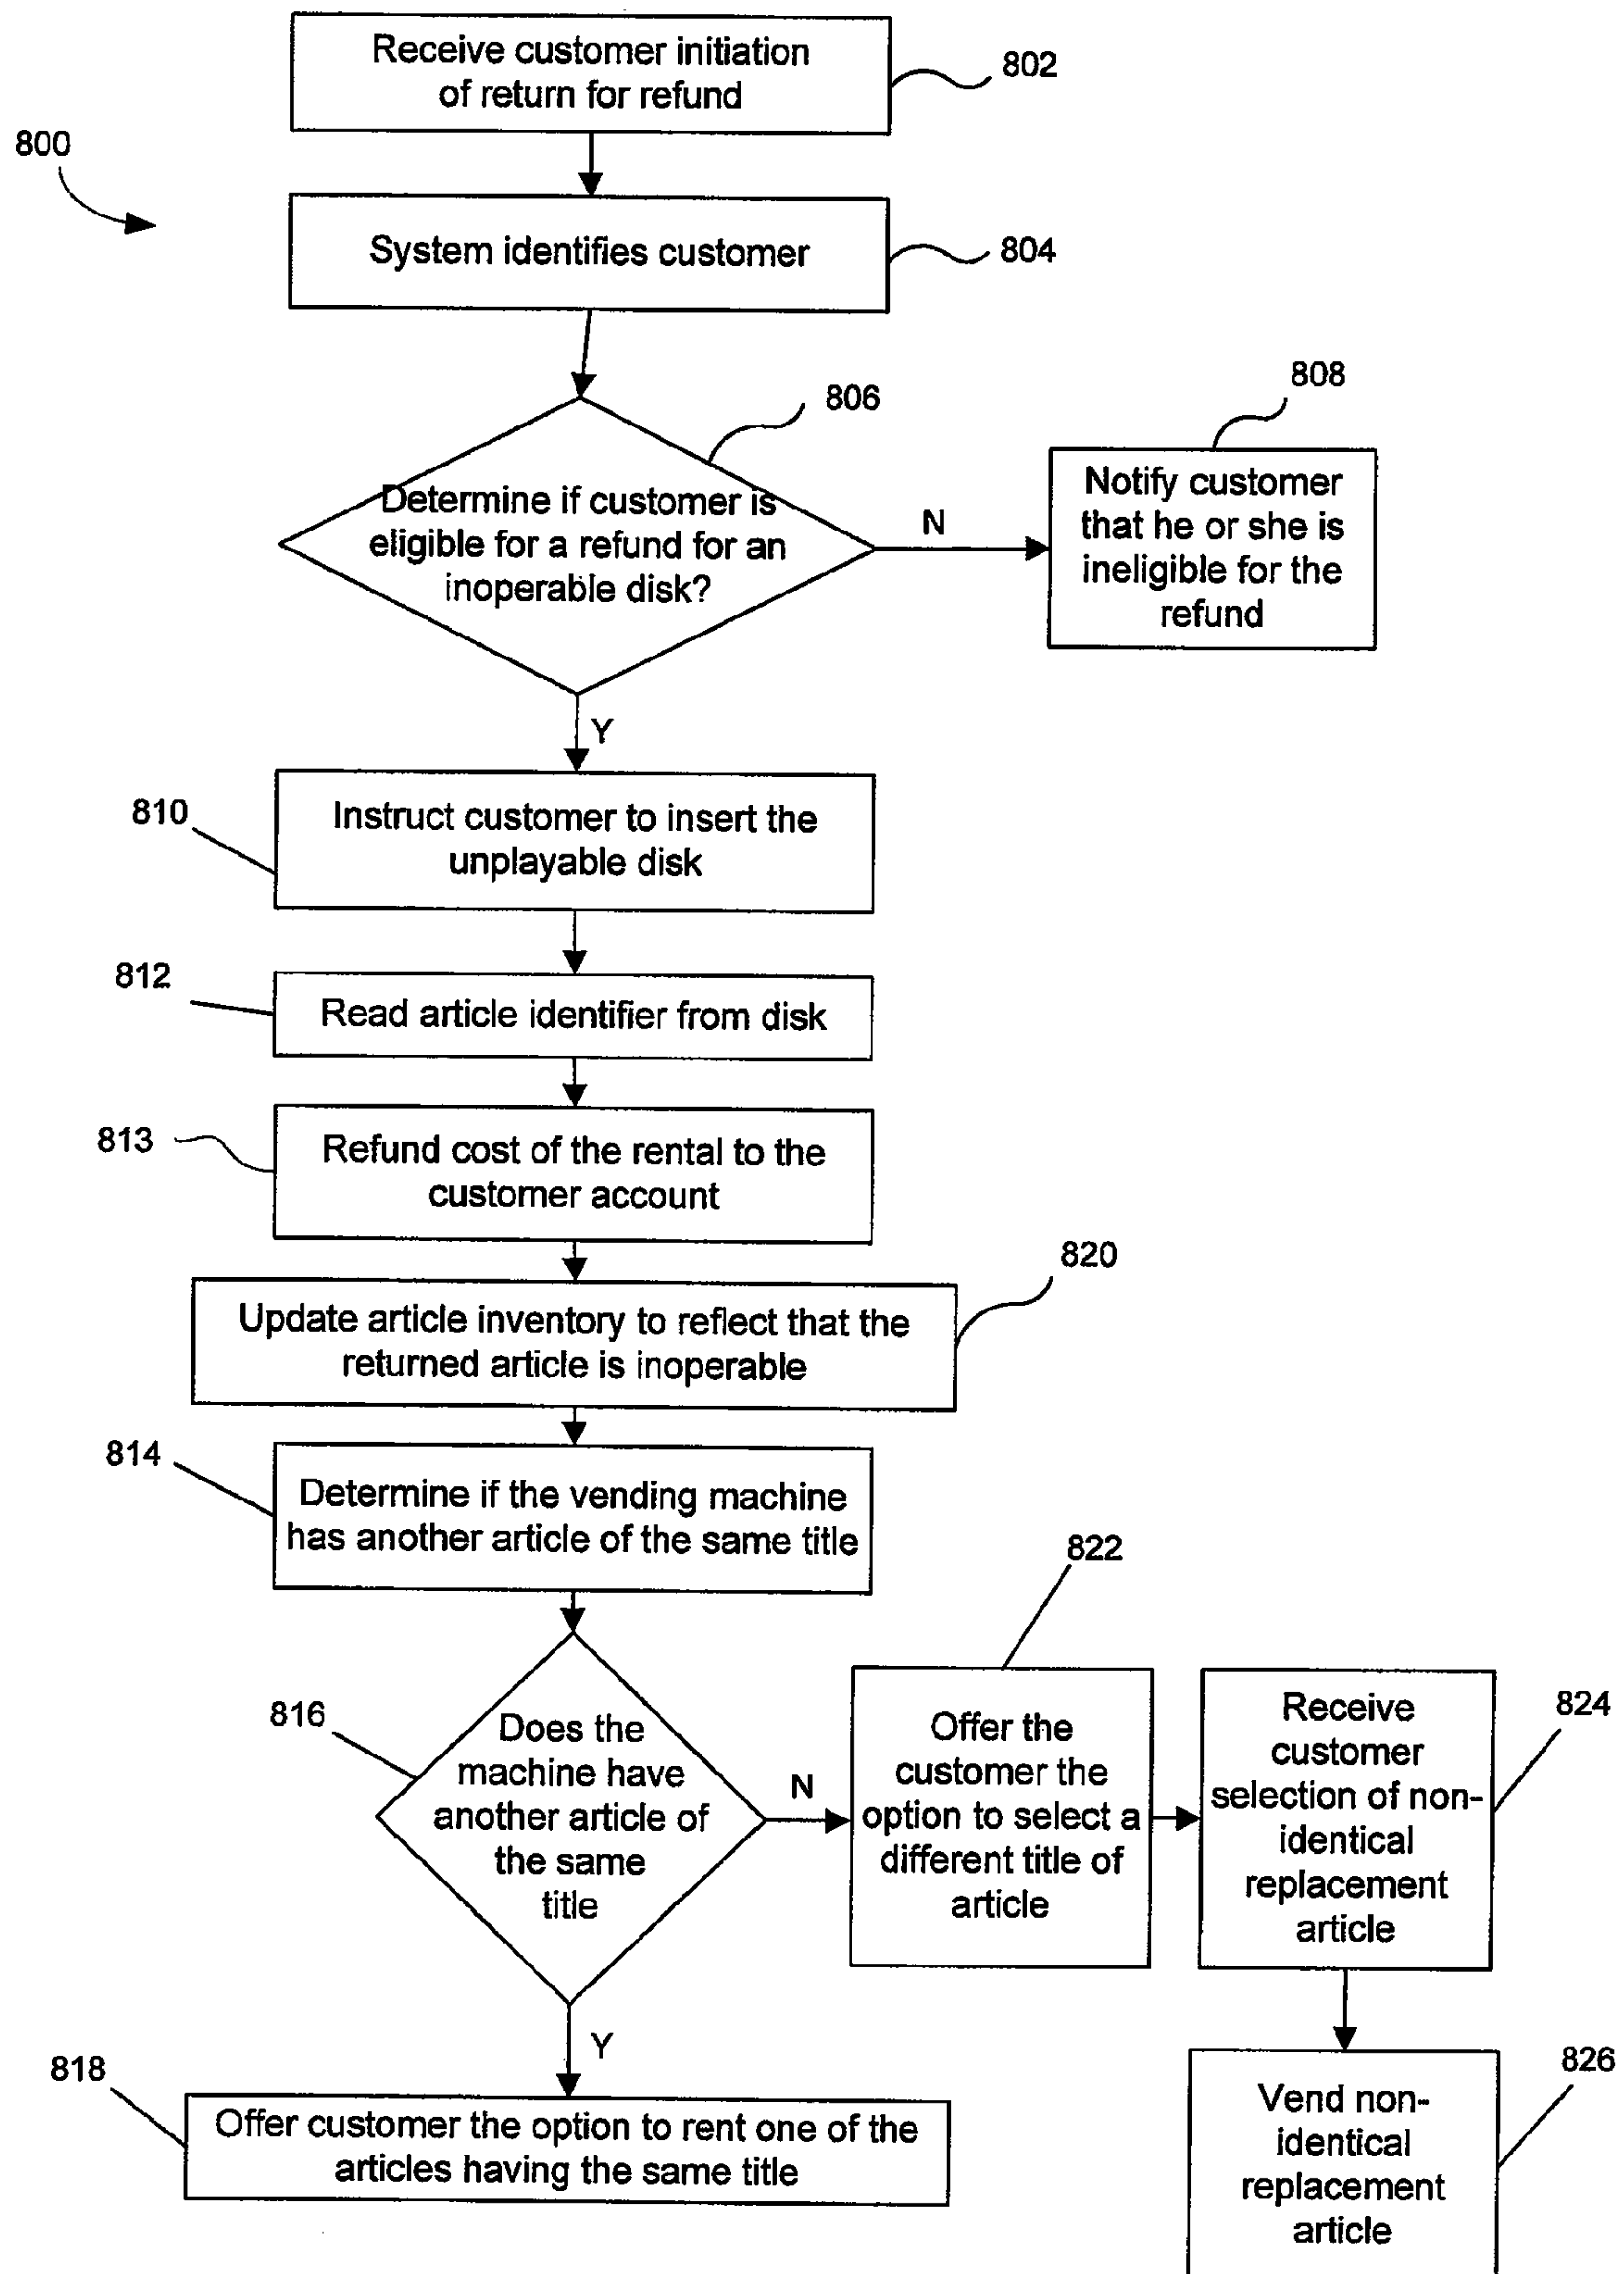 Receive customer initiation
of return for refund
802
800
System identifies customer
804
806
Determine if customer is
eligible for a refund for an
inoperable disk?
N
808
Notify customer
that he or she is
ineligible for the
refund
Y
810
Instruct customer to insert the
unplayable disk
812
Read article identifier from disk
813
Refund cost of the rental to the
customer account
820
Update article inventory to reflect that the
returned article is inoperable
814
Determine if the vending machine
has another article of the same title
816
Does the
machine have
another article of
the same
title
N
822
Offer the
customer the
option to select a
different title of
article
824
Receive
customer
selection of non-
identical
replacement
article
Y
818
Offer customer the option to rent one of the
articles having the same title
826
Vend non-
identical
replacement
article